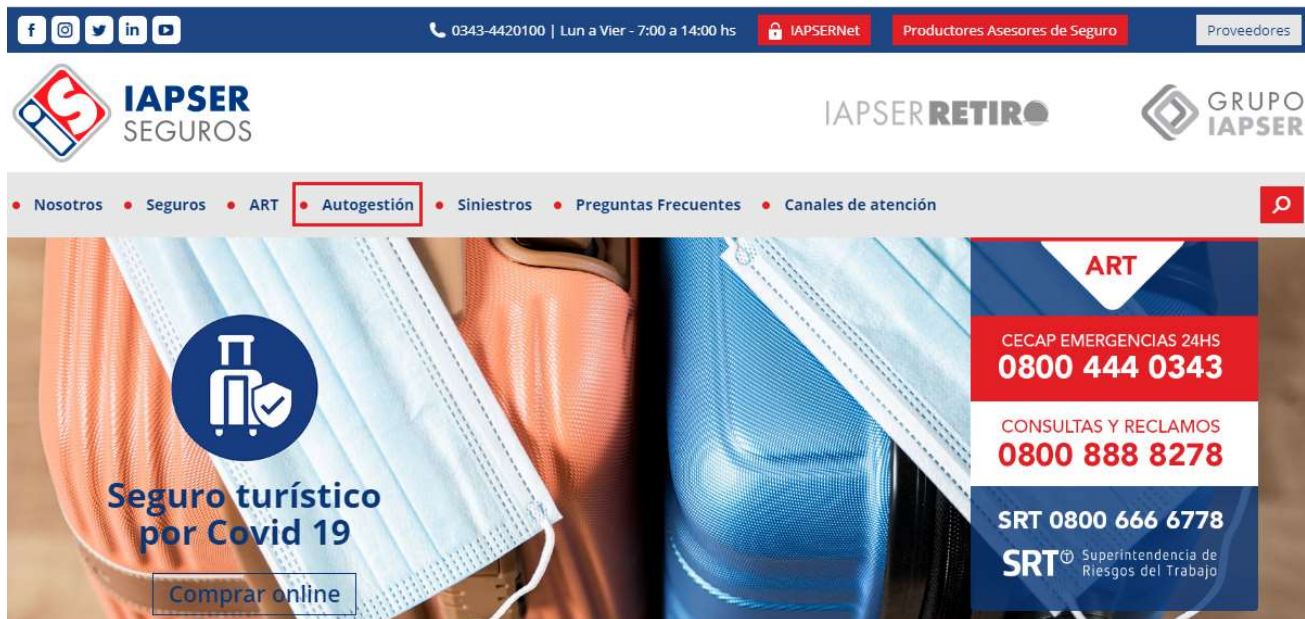 0343-4420100 | Lun a Vier - 7:00 a 14:00 hs
IAPSERNet
Productores Asesores de Seguro
Proveedores
IAPSER
SEGUROS
IAPSER RETIRO
GRUPO
IAPSER
Nosotros
Seguros
ART
Autogestión
Siniestros
Preguntas Frecuentes
Canales de atención
Seguro turístico
por Covid 19
Comprar online
ART
CECAP EMERGENCIAS 24HS
0800 444 0343
CONSULTAS Y RECLAMOS
0800 888 8278
SRT 0800 666 6778
SRT Superintendencia de
Riesgos del Trabajo